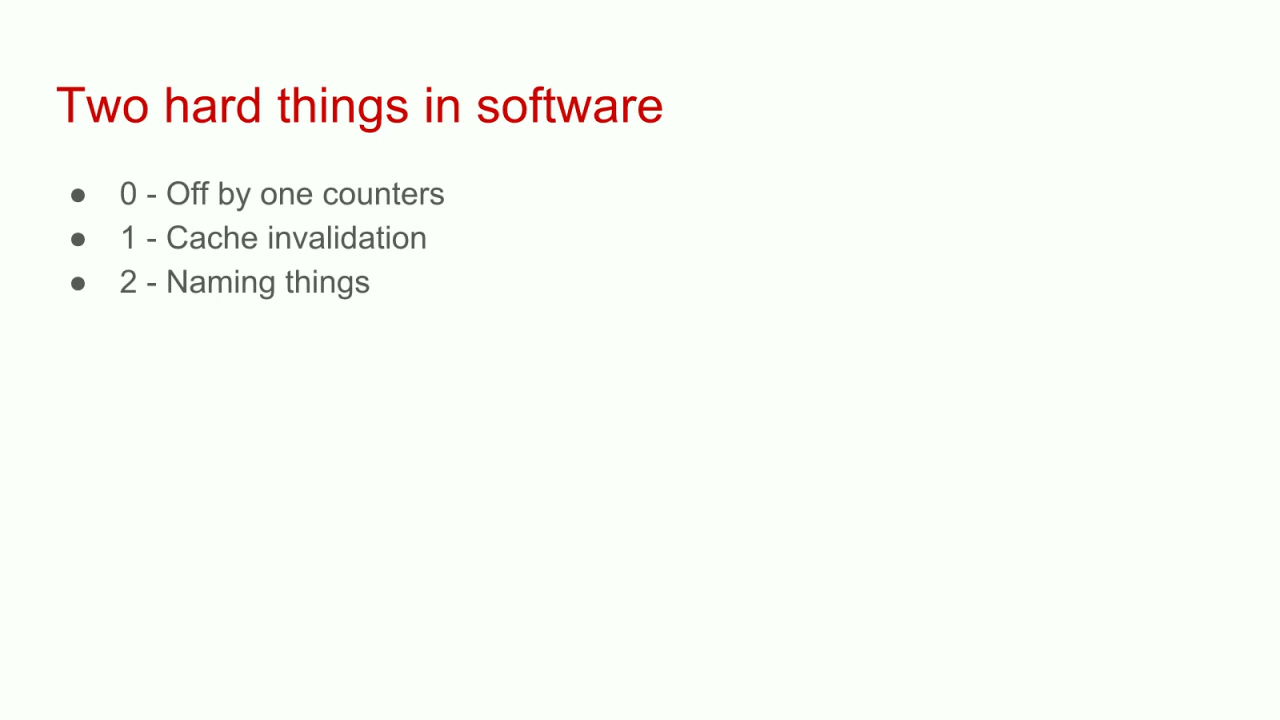 Two hard things in software
● 0 - Off by one counters
● 1 - Cache invalidation
● 2 - Naming things